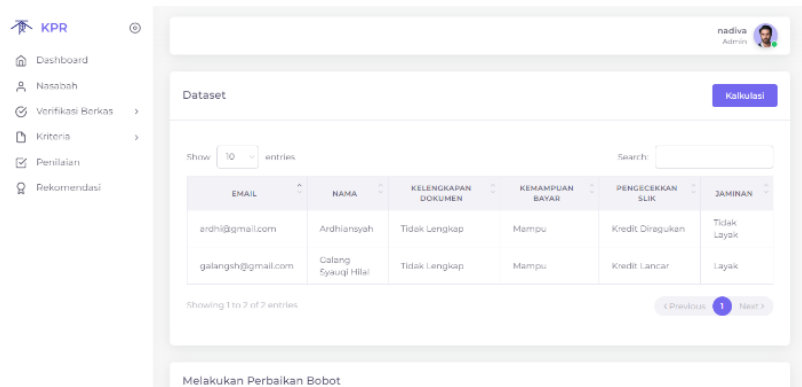 KPR
Dashboard
Nasabah
Verifikasi Berkas
Kriteria
Penilaian
Rekomendasi
nadiva
Admin
Dataset
Kalkulasi
Show 10 entries
Search:
EMAIL NAMA KELENGKAPAN DOKUMEN KEMAMPUAN BAYAR PENGECEKKAN SLIK JAMINAN
ardhi@gmail.com Ardhiansyah Tidak Lengkap Mampu Kredit Diragukan Tidak Layak
galangsh@gmail.com Galang Syauqi Hilal Tidak Lengkap Mampu Kredit Lancar Layak
Showing 1 to 2 of 2 entries
<Previous 1 Next>
Melakukan Perbaikan Bobot